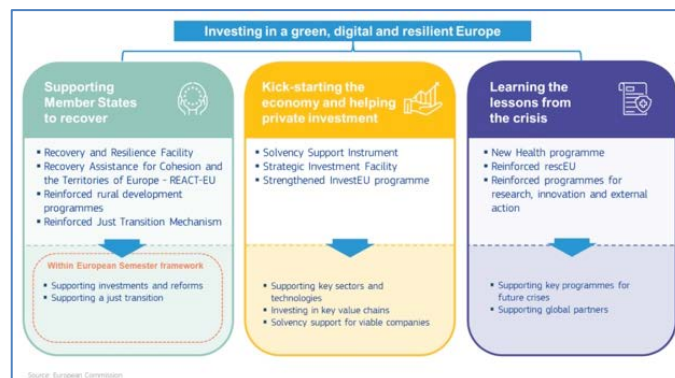 Investing in a green, digital and resilient Europe
Supporting
Member States
to recover
▪ Recovery and Resilience Facility
▪ Recovery Assistance for Cohesion and
the Territories of Europe - REACT-EU
▪ Reinforced rural development
programmes
▪ Reinforced Just Transition Mechanism
Within European Semester framework
▪ Supporting investments and reforms
▪ Supporting a just transition
Kick-starting the
economy and helping
private investment
▪ Solvency Support Instrument
▪ Strategic Investment Facility
▪ Strengthened InvestEU programme
▪ Supporting key sectors and
technologies
▪ Investing in key value chains
▪ Solvency support for viable companies
Learning the
lessons from
the crisis
▪ New Health programme
▪ Reinforced rescEU
▪ Reinforced programmes for
research, innovation and external
action
▪ Supporting key programmes for
future crises
▪ Supporting global partners
Source: European Commission